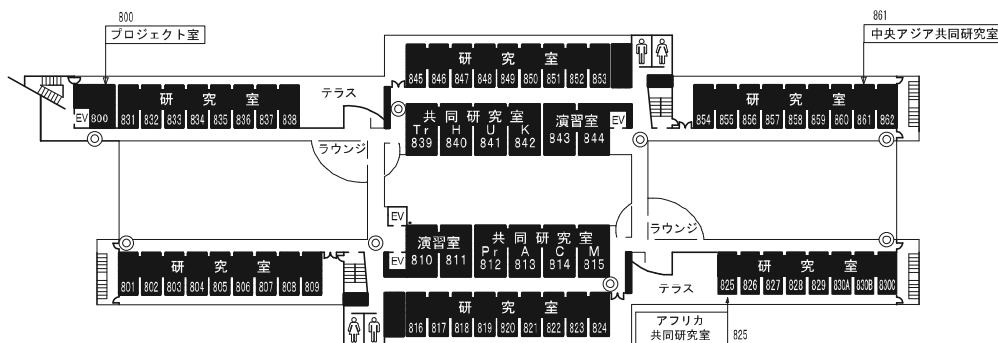 800
プロジェクト室
861
中央アジア共同研究室
研究室
845 846 847 848 849 850 851 852 853
テラス
研究室
EV 800 831 832 833 834 835 836 837 838
共同研究室
Tr H U K
839 840 841 842
演習室
843 844
EV
研究室
854 855 856 857 858 859 860 861 862
ラウンジ
EV
ラウンジ
演習室
810 811
EV
共同研究室
Pr A C M
812 813 814 815
研究室
801 802 803 804 805 806 807 808 809
テラス
研究室
825 826 827 828 829 830A 830B 830C
研究室
816 817 818 819 820 821 822 823 824
アフリカ
共同研究室
825